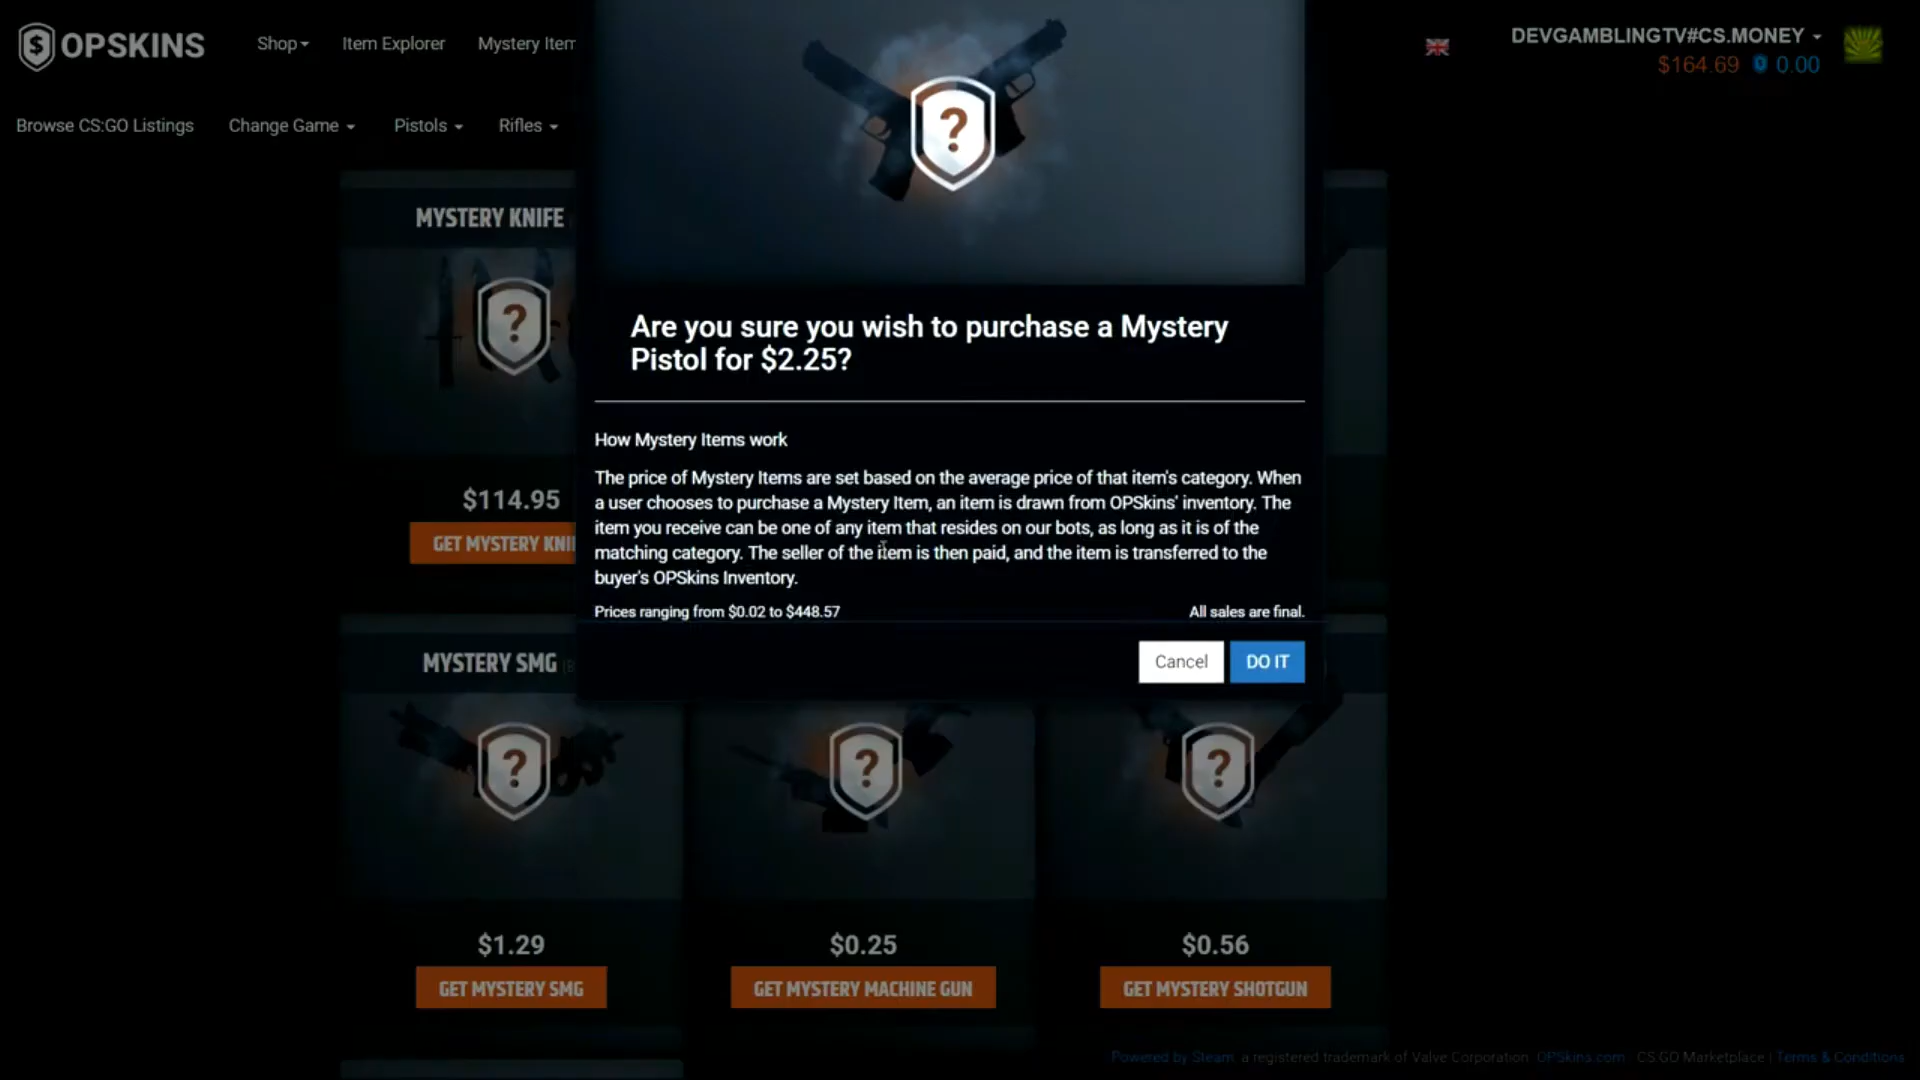 OPSKINS
Shop
Item Explorer
Mystery Item
DEVGAMBLINGTV#CS.MONEY
$164.69 0.00
Browse CS:GO Listings
Change Game
Pistols
Rifles
MYSTERY KNIFE
$114.95
GET MYSTERY KNI
Are you sure you wish to purchase a Mystery
Pistol for $2.25?
How Mystery Items work
The price of Mystery Items are set based on the average price of that item's category. When
a user chooses to purchase a Mystery Item, an item is drawn from OPSkins' inventory. The
item you receive can be one of any item that resides on our bots, as long as it is of the
matching category. The seller of the item is then paid, and the item is transferred to the
buyer's OPSkins Inventory.
Prices ranging from $0.02 to $448.57
All sales are final.
Cancel
DO IT
MYSTERY SMG
$1.29
GET MYSTERY SMG
$0.25
GET MYSTERY MACHINE GUN
$0.56
GET MYSTERY SHOTGUN
Powered by Steam, a registered trademark of Valve Corporation. OPSkins.com - CS:GO Marketplace | Terms & Conditions